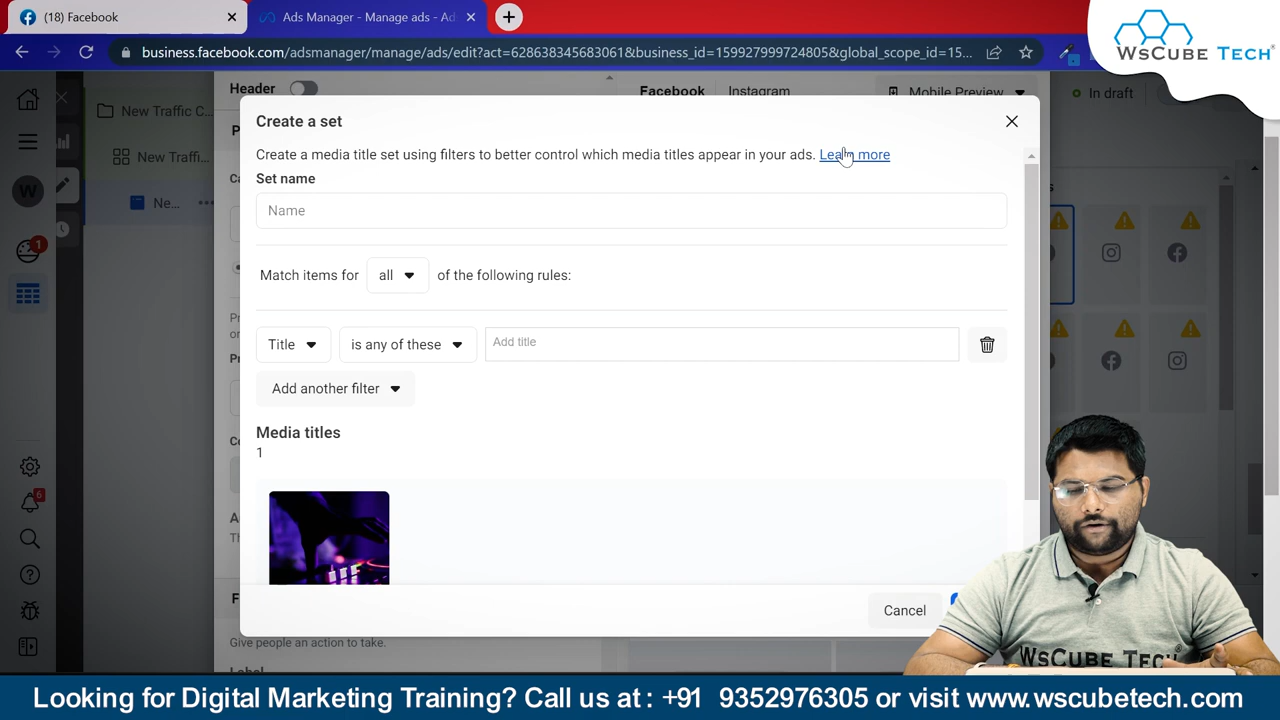 (18) Facebook
Ads Manager - Manage ads - Ad
WsCube Tech
business.facebook.com/adsmanager/manage/ads/edit?act=628638345683061&business_id=159927999724805&global_scope_id=15...
Header
Facebook
Instagram
Mobile Preview
In draft
New Traffic C...
New Traffi...
Ne...
W
1
6
Create a set
Create a media title set using filters to better control which media titles appear in your ads. Learn more
Set name
Name
Match items for all of the following rules:
Title
is any of these
Add title
Add another filter
Media titles
1
Cancel
Give people an action to take.
Label
WsCube Tech
Looking for Digital Marketing Training? Call us at : +91 9352976305 or visit www.wscubetech.com